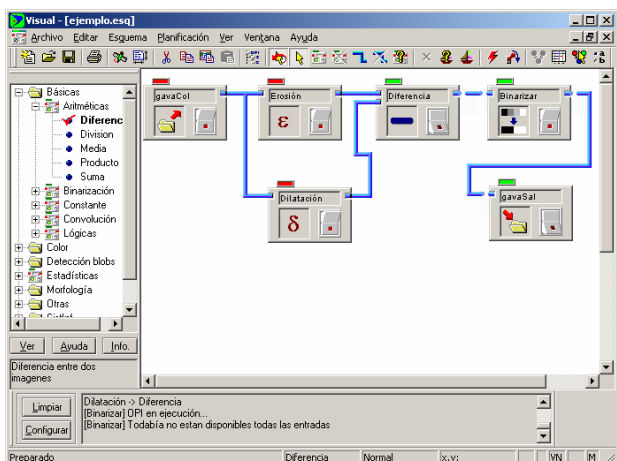 Visual - [ejemplo.esq]
Archivo Editar Esquema Planificación Ver Ventana Ayuda
Básicas
Aritméticas
Diferenc
Division
Media
Producto
Suma
Binarización
Constante
Convolución
Lógicas
Color
Detección blobs
Estadísticas
Morfología
Otras
gavaCol
Erosión
Diferencia
Binarizar
ε
Dilatación
gavaSal
δ
Ver Ayuda Info.
Diferencia entre dos
imagenes
Limpiar
Configurar
Dilatación -> Diferencia
[Binarizar] OPI en ejecución...
[Binarizar] Todabía no estan disponibles todas las entradas
Preparado Diferencia Normal x,y: VN M